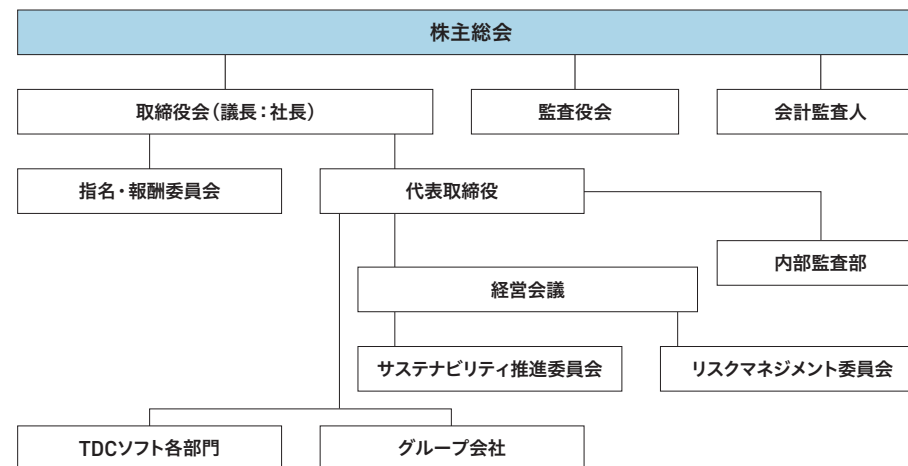 株主総会
取締役会（議長：社長）
監査役会
会計監査人
指名・報酬委員会
代表取締役
内部監査部
経営会議
サステナビリティ推進委員会
リスクマネジメント委員会
TDCソフト各部門
グループ会社